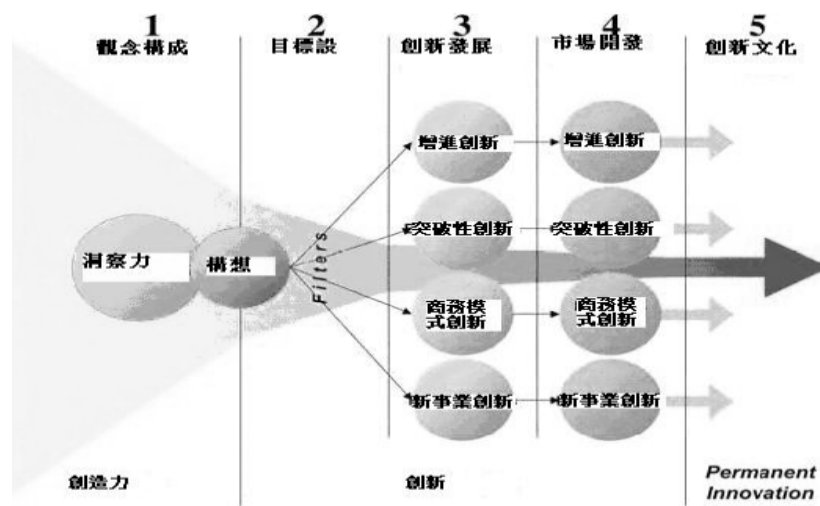 1 2 3 4 5
觀念構成 目標設 創新發展 市場開發 創新文化
增進創新 增進創新
突破性創新 突破性創新
洞察力 構想 Filters
商務模
式創新
商務模
式創新
新事業創新 新事業創新
創造力 創新
Permanent
Innovation